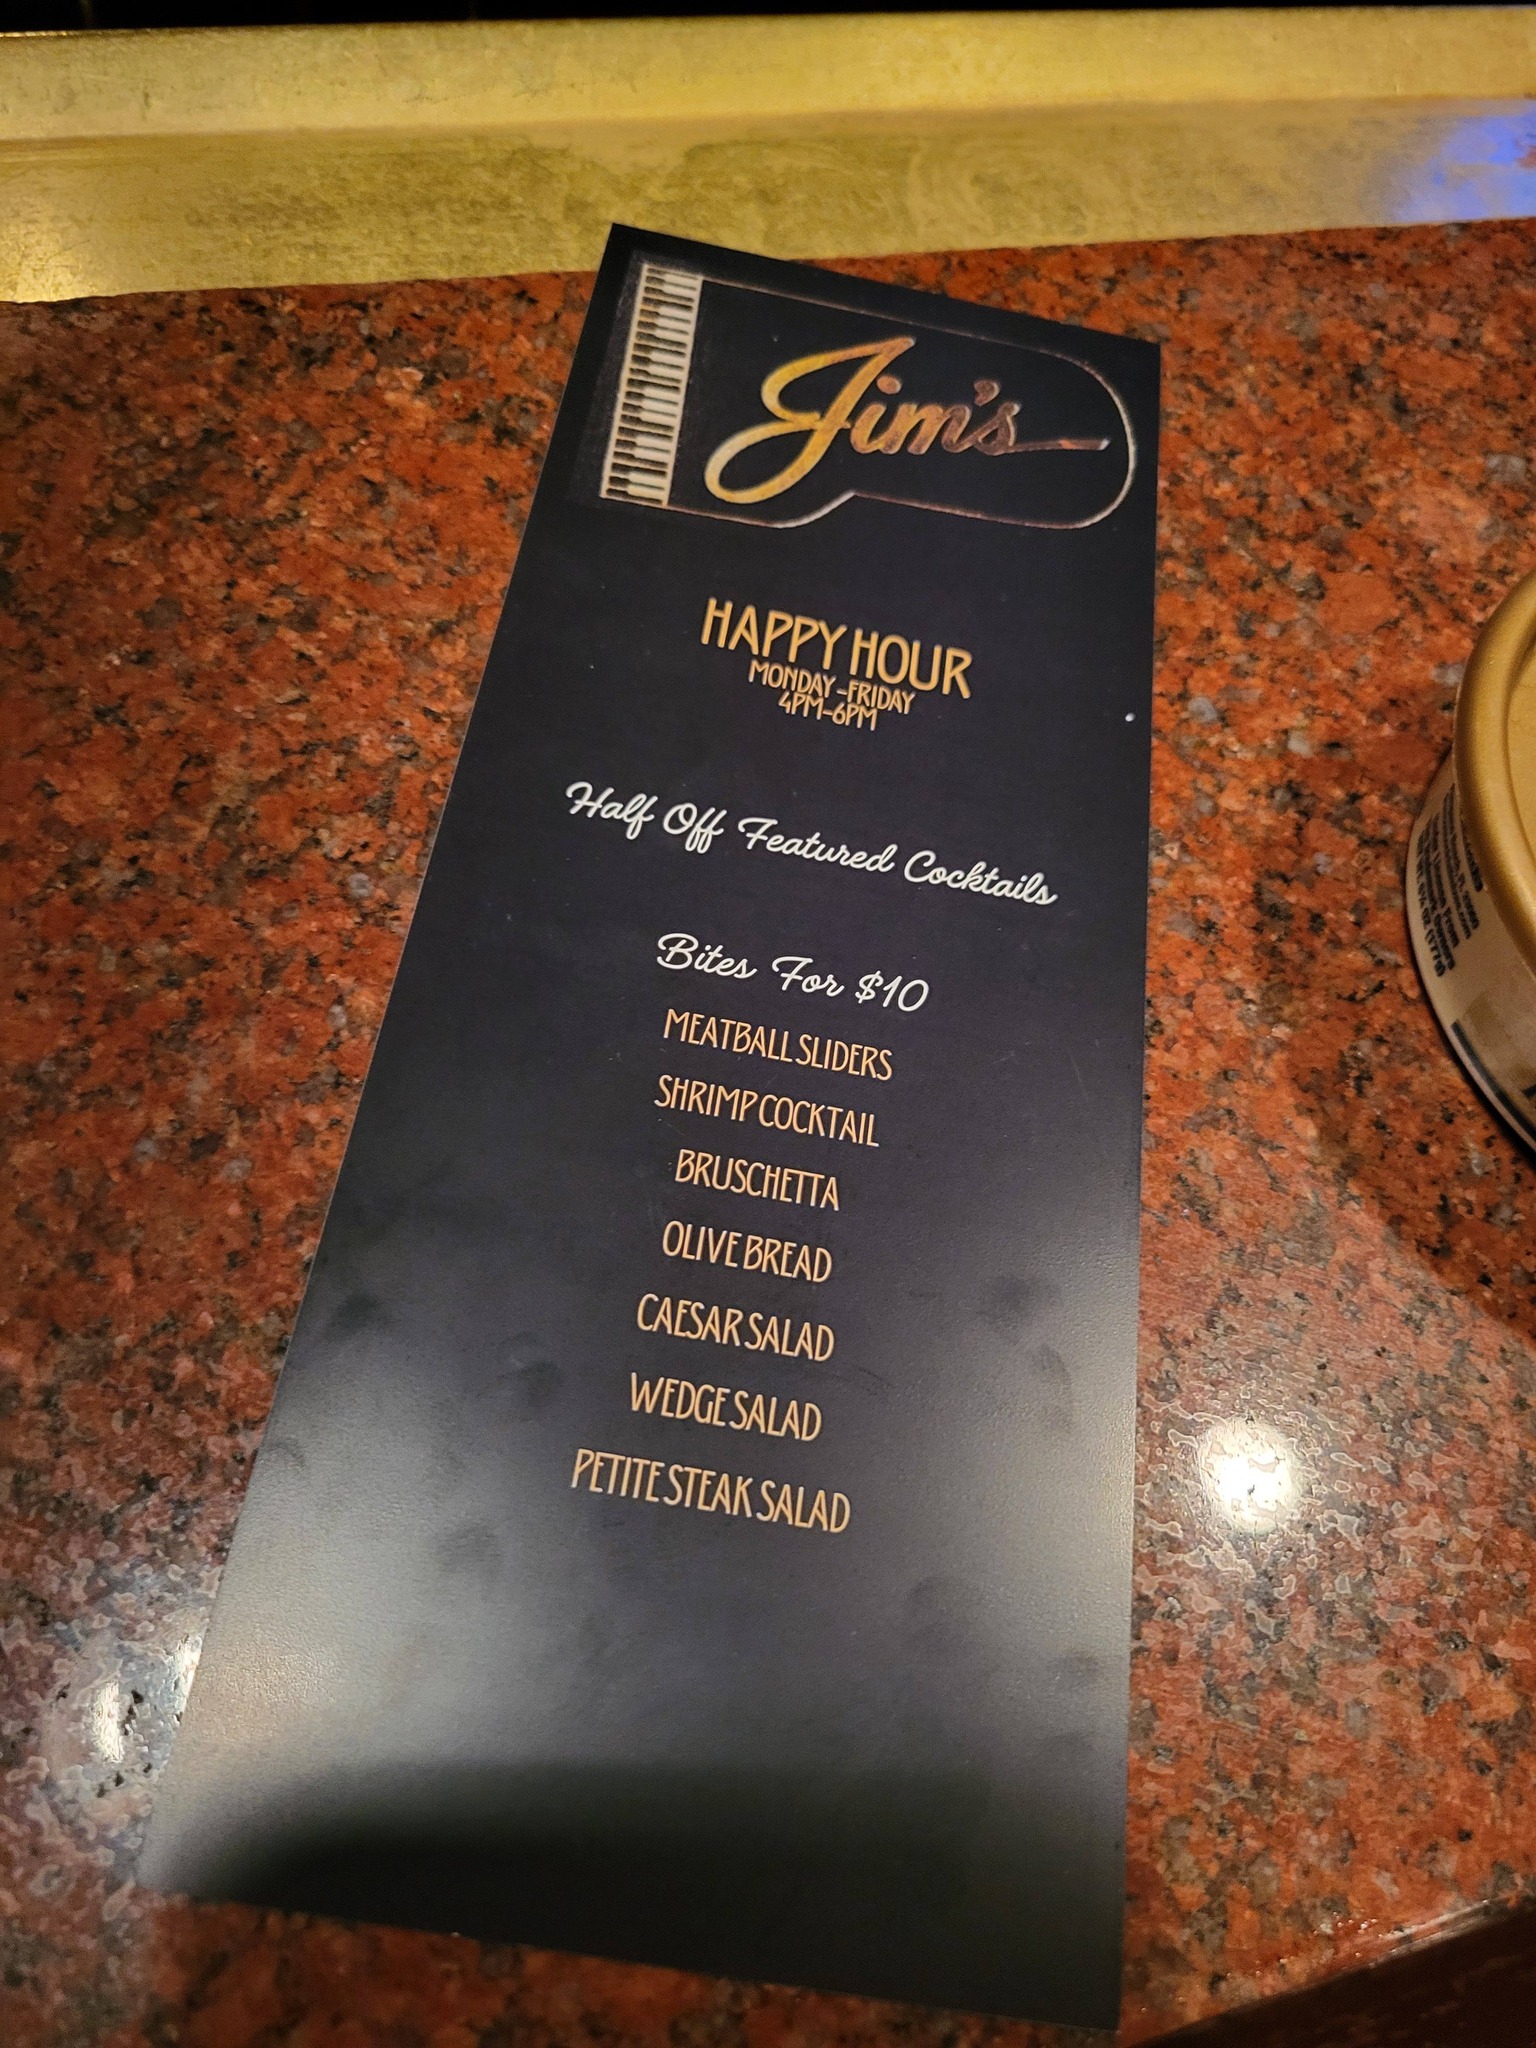 Jim's
HAPPY HOUR
MONDAY-FRIDAY
4PM-6PM
Half Off Featured Cocktails
Bites For $10
MEATBALL SLIDERS
SHRIMP COCKTAIL
BRUSCHETTA
OLIVE BREAD
CAESAR SALAD
WEDGE SALAD
PETITE STEAK SALAD